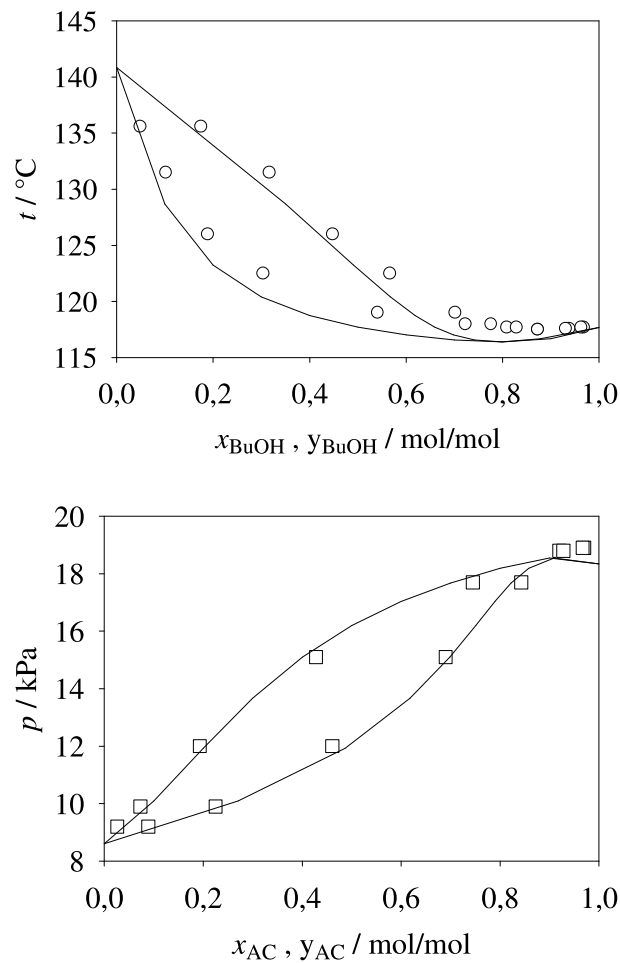 145
140
135
130
125
120
115
t / °C
0,0 0,2 0,4 0,6 0,8 1,0
xBuOH , yBuOH / mol/mol
20
18
16
14
12
10
8
p / kPa
0,0 0,2 0,4 0,6 0,8 1,0
xAC , yAC / mol/mol